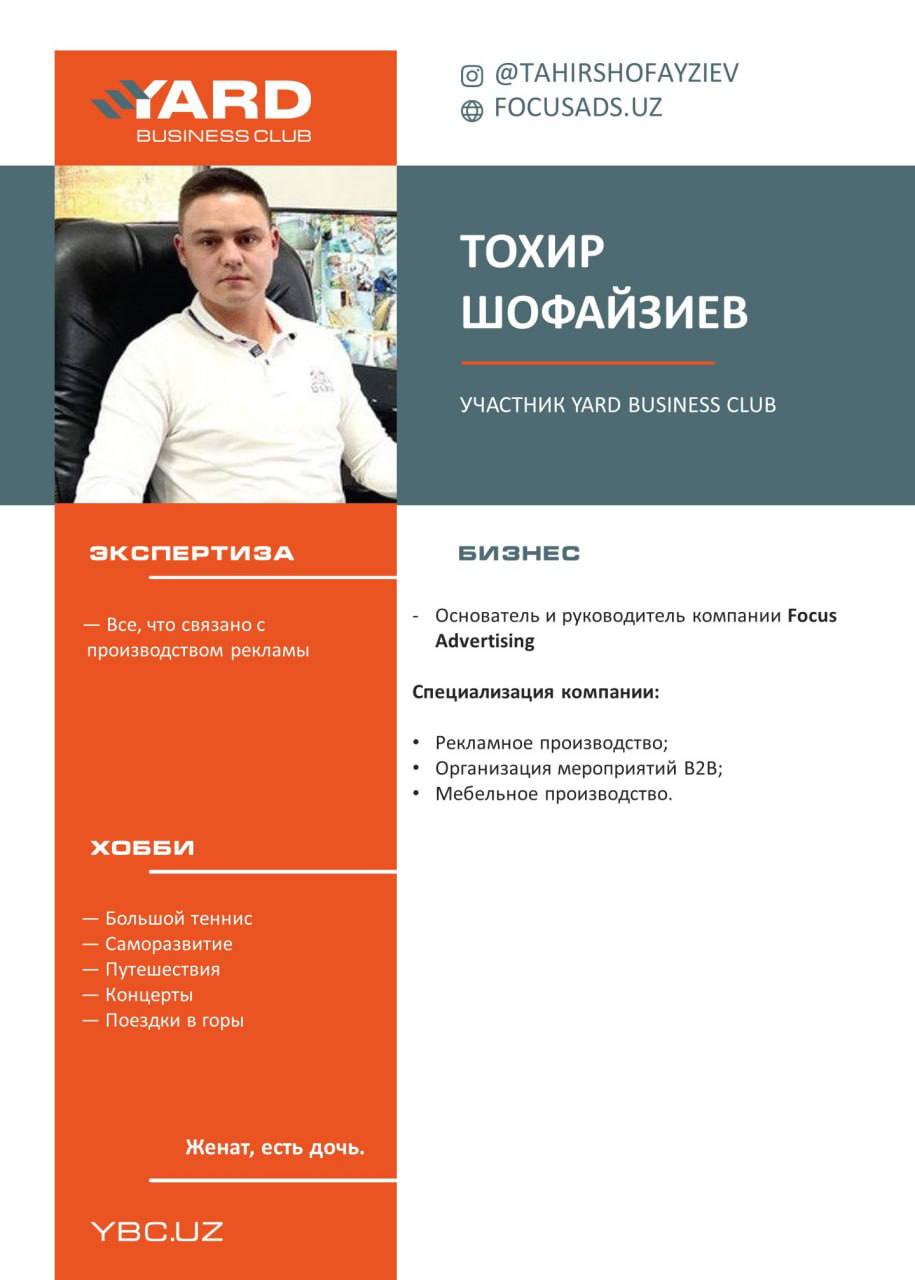 YARD
BUSINESS CLUB
@TAHIRSHOFAYZIEV
FOCUSADS.UZ
ТОХИР
ШОФАЙЗИЕВ
УЧАСТНИК YARD BUSINESS CLUB
ЭКСПЕРТИЗА
— Все, что связано с
производством рекламы
БИЗНЕС
- Основатель и руководитель компании Focus
Advertising
Специализация компании:
• Рекламное производство;
• Организация мероприятий B2B;
• Мебельное производство.
ХОББИ
— Большой теннис
— Саморазвитие
— Путешествия
— Концерты
— Поездки в горы
Женат, есть дочь.
YBC.UZ